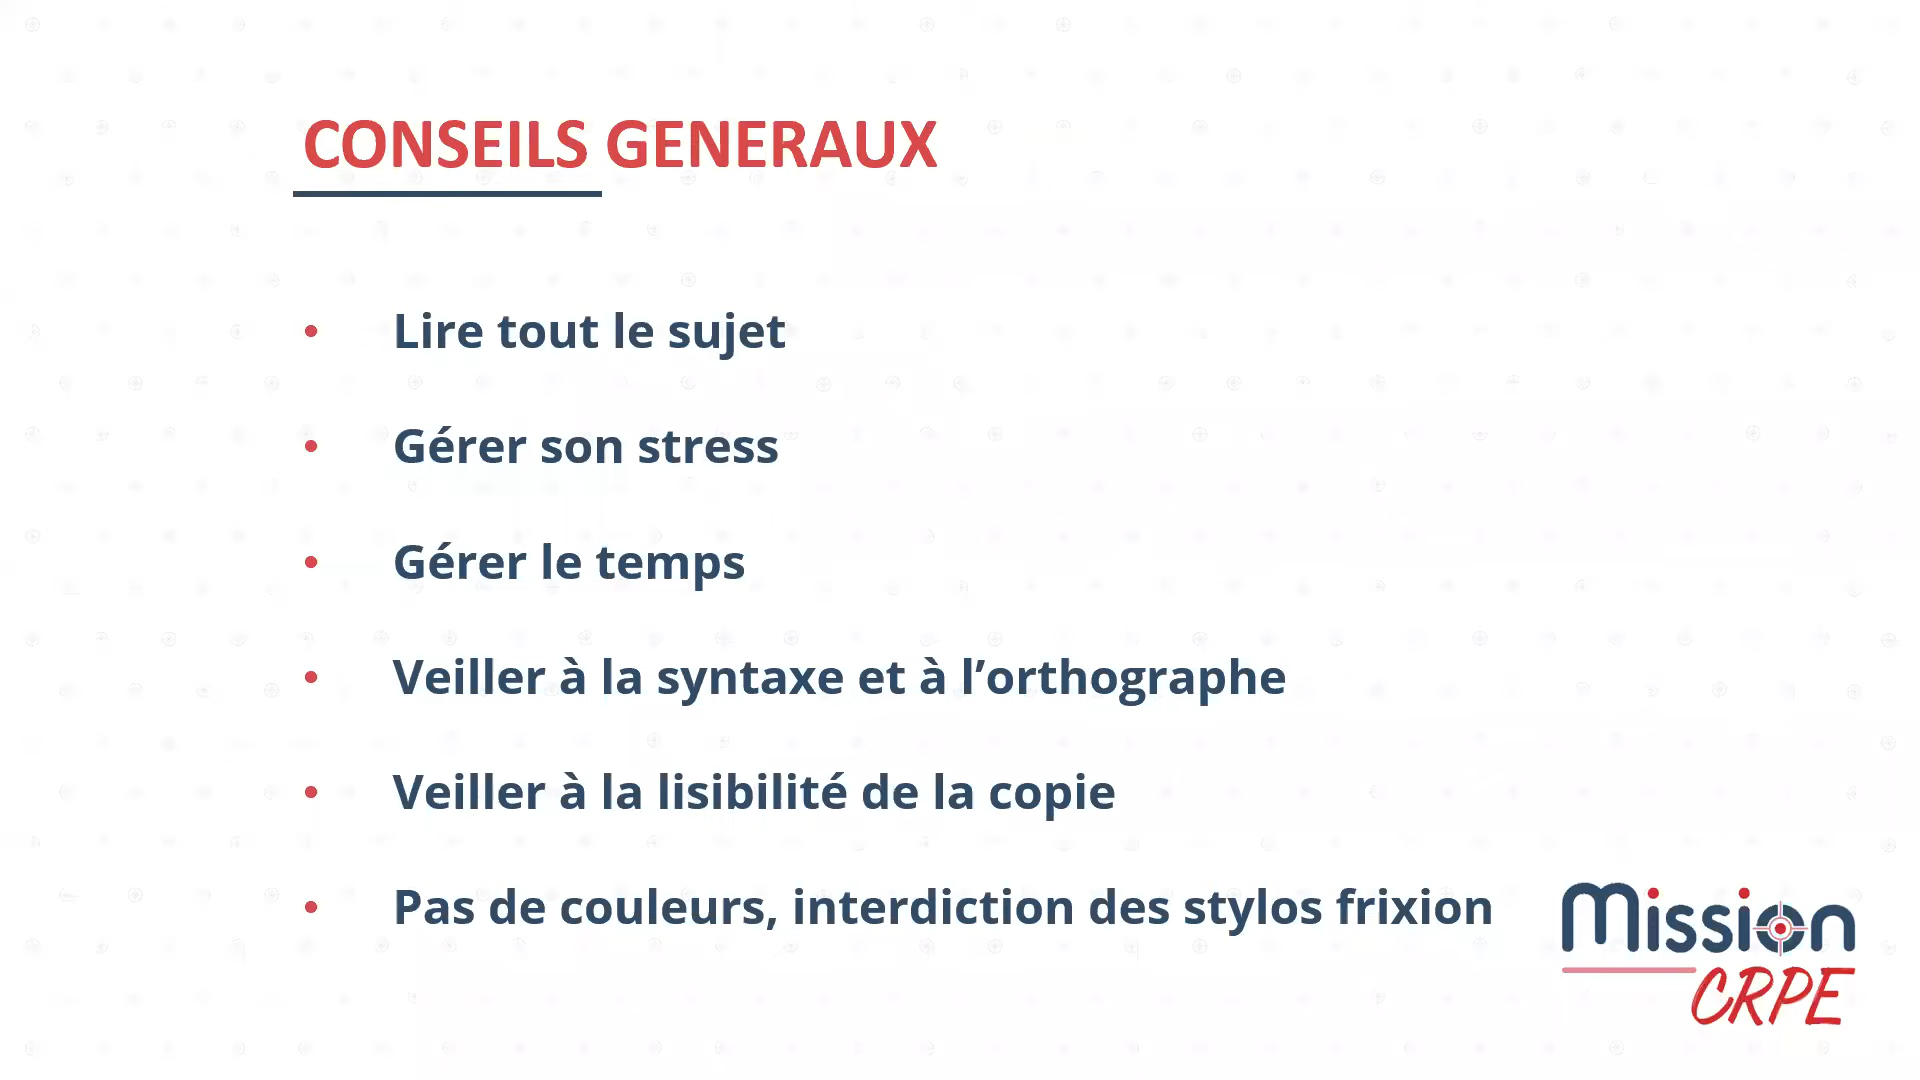 CONSEILS GENERAUX
• Lire tout le sujet
• Gérer son stress
• Gérer le temps
• Veiller à la syntaxe et à l’orthographe
• Veiller à la lisibilité de la copie
• Pas de couleurs, interdiction des stylos frixion
Mission
CRPE